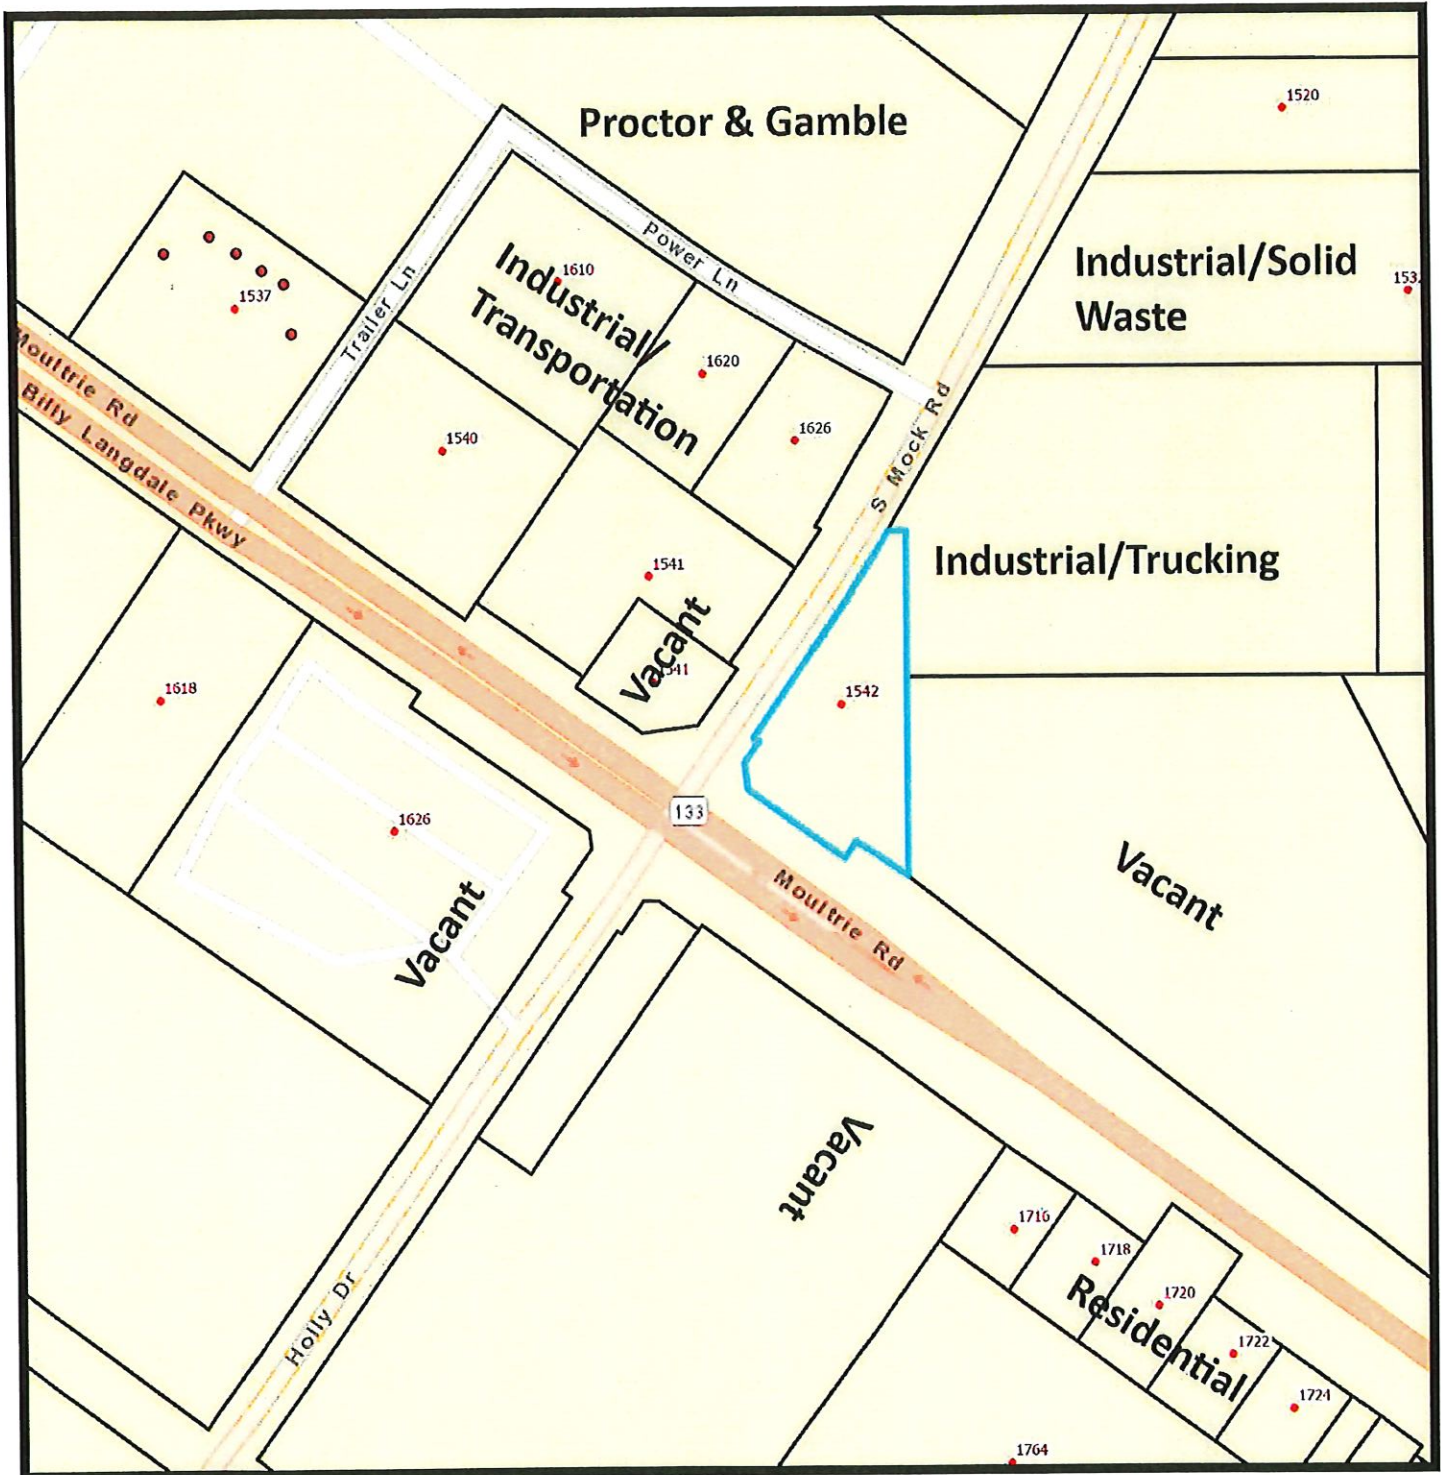 Proctor & Gamble
1520
Power Ln
Industrial/
Transportation
1610
Industrial/Solid
Waste
153
1537
Trailer Ln
1620
1626
S Mock Rd
Moultrie Rd
Billy Langdale Pkwy
1540
1541
Industrial/Trucking
Vacant
1542
1618
133
1626
Vacant
Moultrie Rd
Vacant
Vacant
Holly Dr
1716
1718
1720
1722
1724
Residential
1764